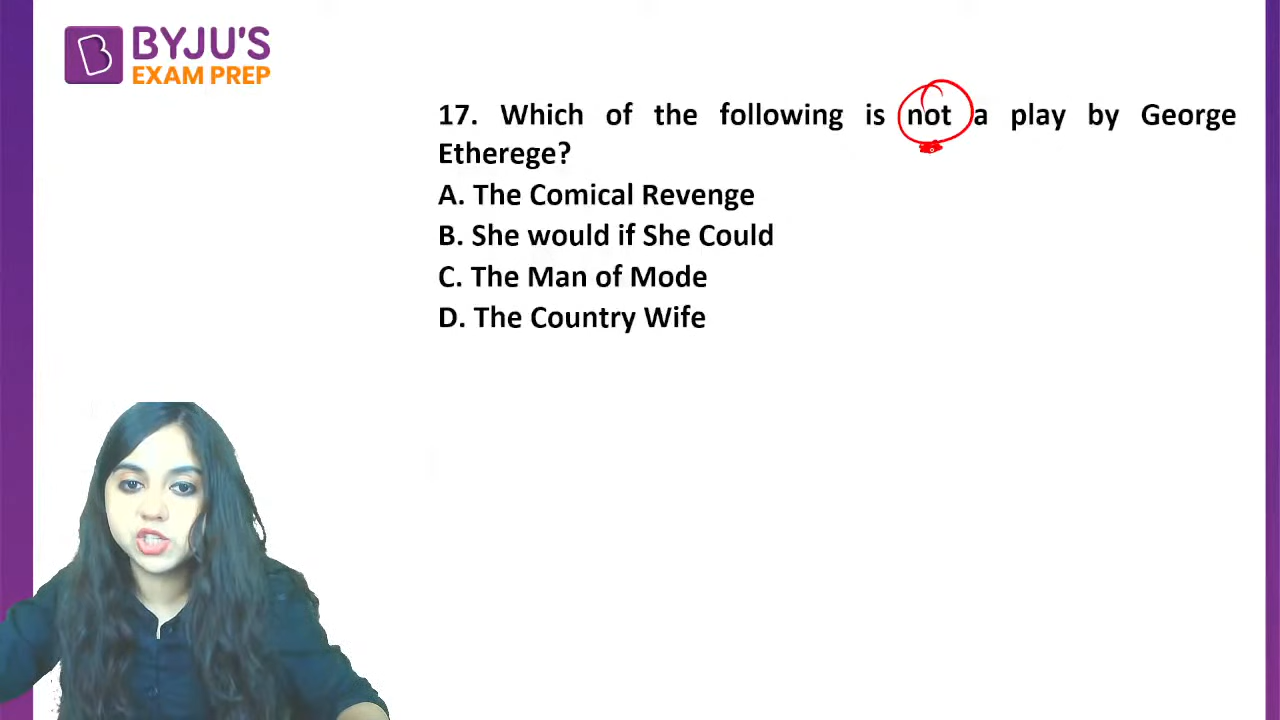 BYJU'S
EXAM PREP
17. Which of the following is not a play by George
Etherege?
A. The Comical Revenge
B. She would if She Could
C. The Man of Mode
D. The Country Wife